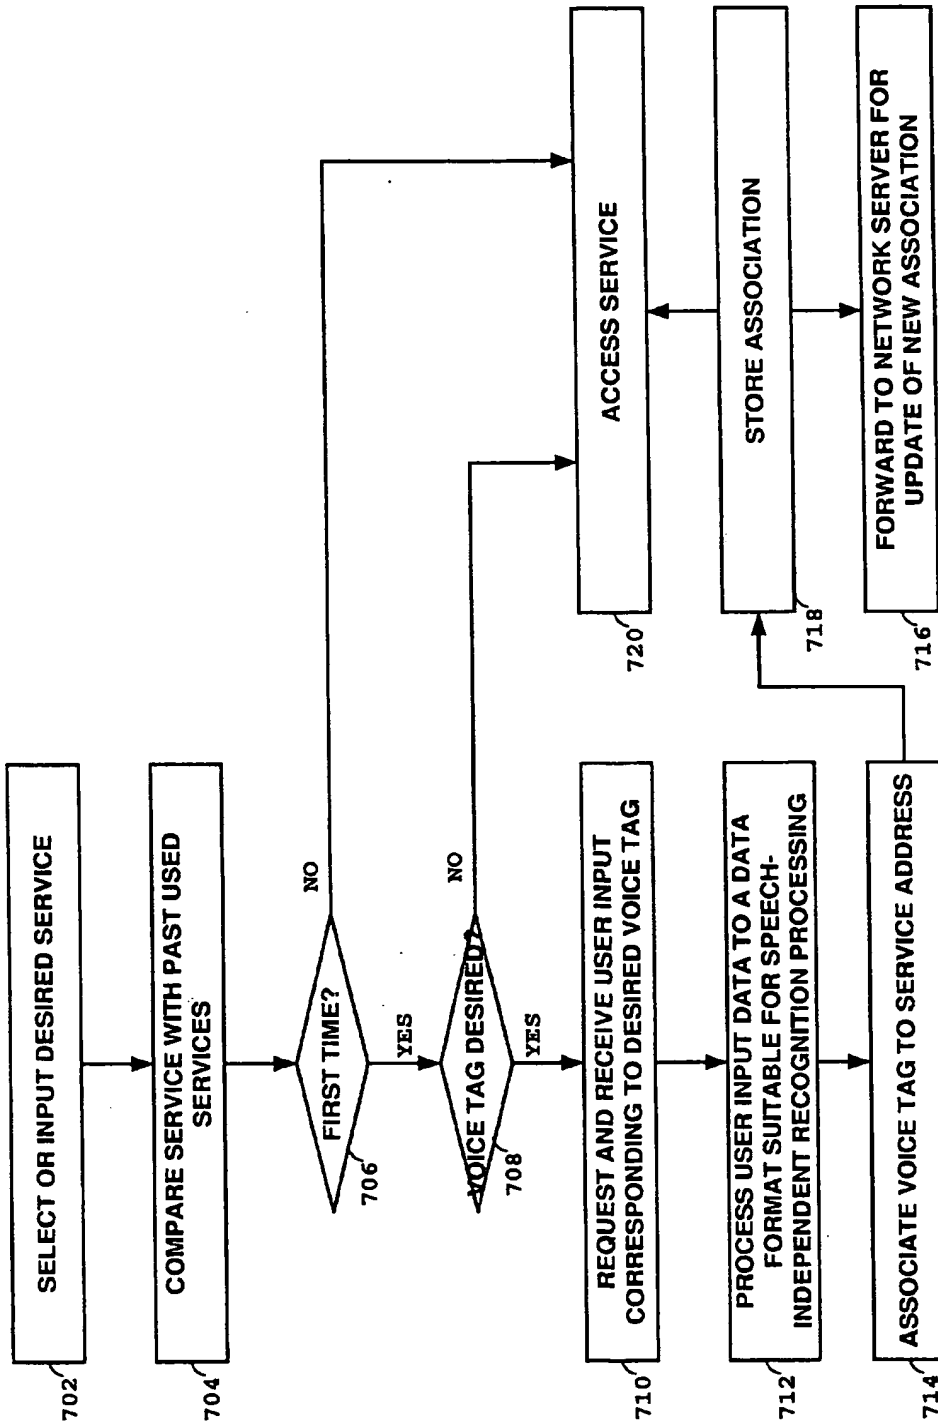 SELECT OR INPUT DESIRED SERVICE
702
COMPARE SERVICE WITH PAST USED
SERVICES
704
FIRST TIME?
706
NO
YES
VOICE TAG DESIRED?
708
NO
YES
REQUEST AND RECEIVE USER INPUT
CORRESPONDING TO DESIRED VOICE TAG
710
PROCESS USER INPUT DATA TO A DATA
FORMAT SUITABLE FOR SPEECH-
INDEPENDENT RECOGNITION PROCESSING
712
ASSOCIATE VOICE TAG TO SERVICE ADDRESS
714
ACCESS SERVICE
720
STORE ASSOCIATION
718
FORWARD TO NETWORK SERVER FOR
UPDATE OF NEW ASSOCIATION
716